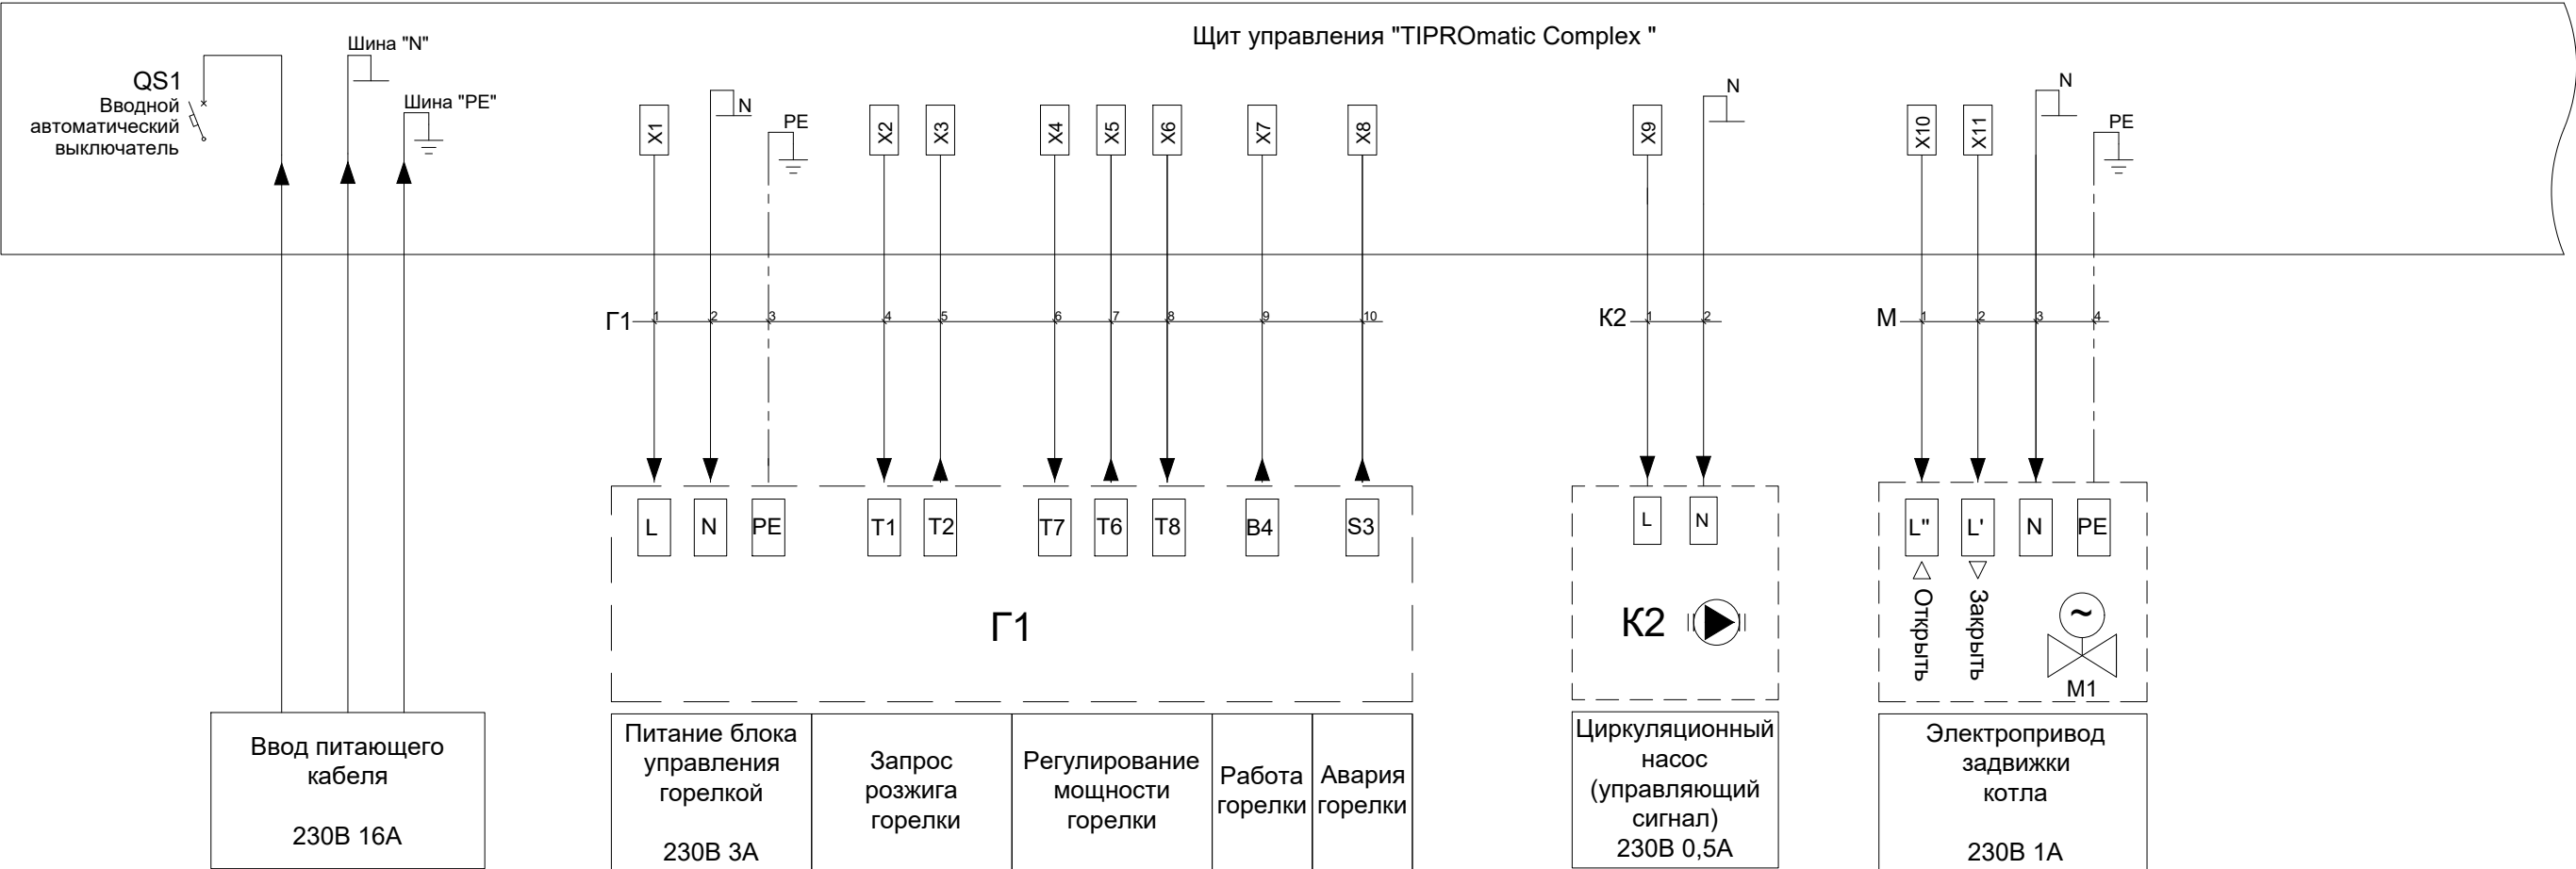 Щит управления "TIPROmatic Complex "
QS1
Вводной
автоматический
выключатель
Шина "N"
Шина "PE"
X1
N
PE
X2
X3
X4
X5
X6
X7
X8
X9
N
X10
X11
N
PE
Г1
1
2
3
4
5
6
7
8
9
10
К2
1
2
М
1
2
3
4
L
N
PE
T1
T2
T7
T6
T8
B4
S3
Г1
L
N
К2
L"
L'
N
PE
Открыть
Закрыть
~
М1
Ввод питающего
кабеля
230В 16А
Питание блока
управления
горелкой
230В 3А
Запрос
розжига
горелки
Регулирование
мощности
горелки
Работа
горелки
Авария
горелки
Циркуляционный
насос
(управляющий
сигнал)
230В 0,5А
Электропривод
задвижки
котла
230В 1А